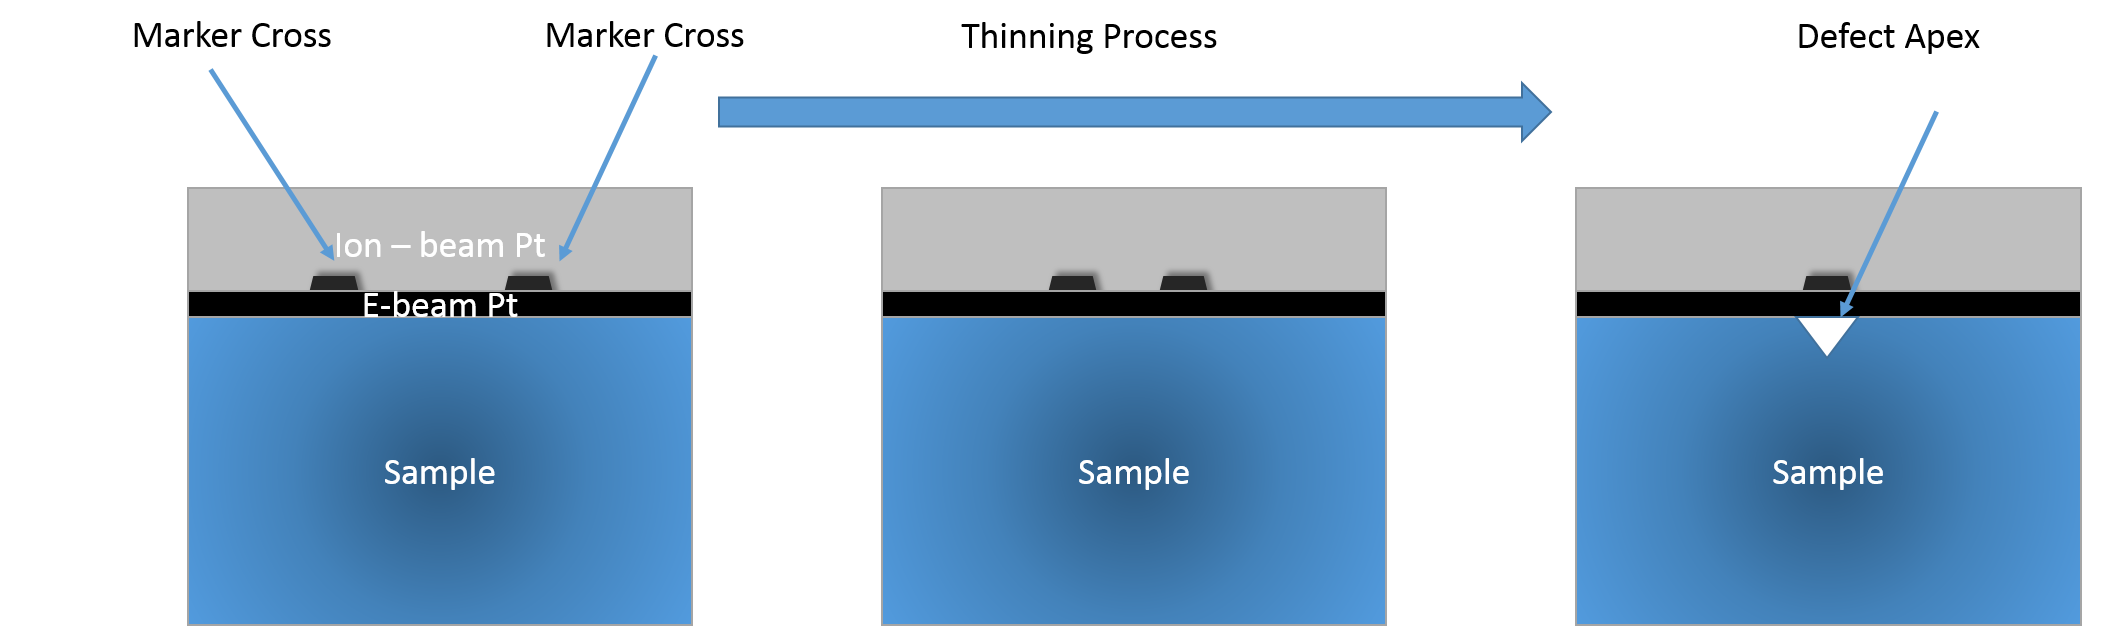 Marker Cross
Marker Cross
Thinning Process
Defect Apex
Ion – beam Pt
E-beam Pt
Sample
Sample
Sample